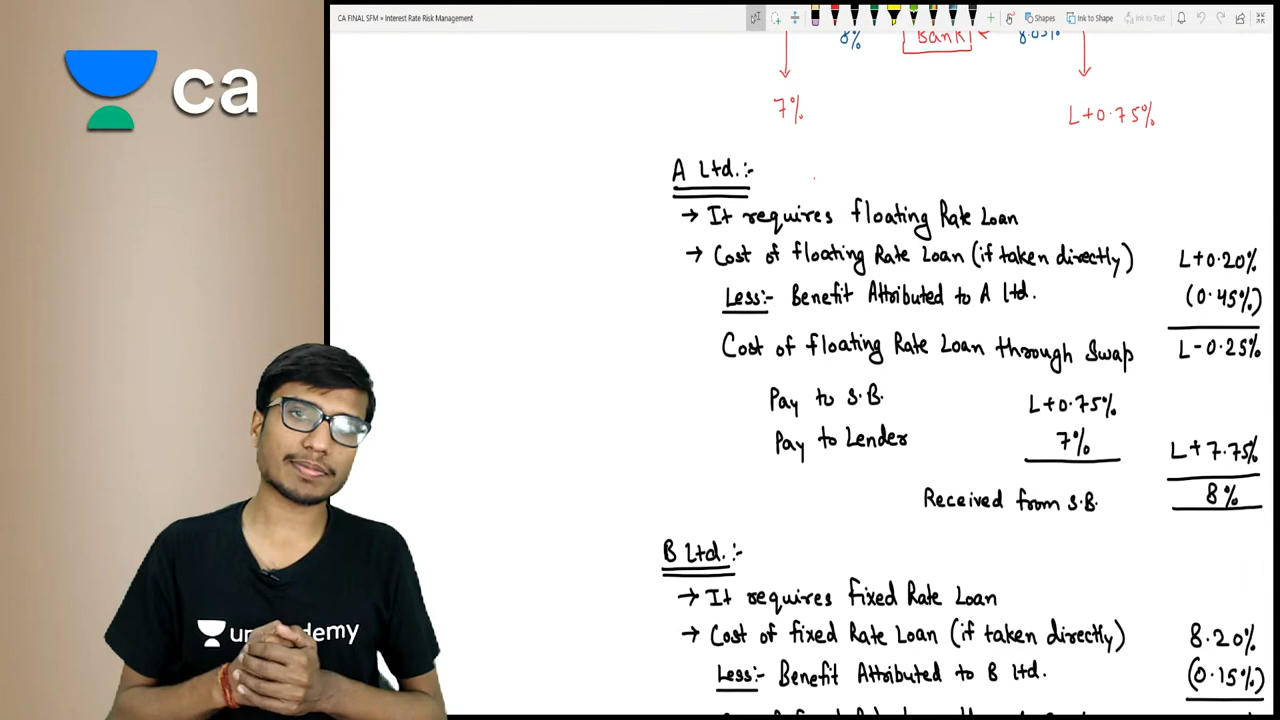 CA FINAL SFM » Interest Rate Risk Management
Shapes
Ink to Shape
Ink to Text
ca
8%
Bank
8.05%
7%
L+0.75%
A Ltd.:-
→ It requires floating Rate Loan
→ Cost of floating Rate Loan (if taken directly) L+0.20%
Less:- Benefit Attributed to A ltd. (0.45%)
Cost of floating Rate Loan through Swap L-0.25%
Pay to S.B. L+0.75%
Pay to Lender 7% L+7.75%
Received from S.B. 8%
B Ltd.:-
→ It requires fixed Rate Loan
→ Cost of fixed Rate Loan (if taken directly) 8.20%
Less:- Benefit Attributed to B ltd. (0.15%)